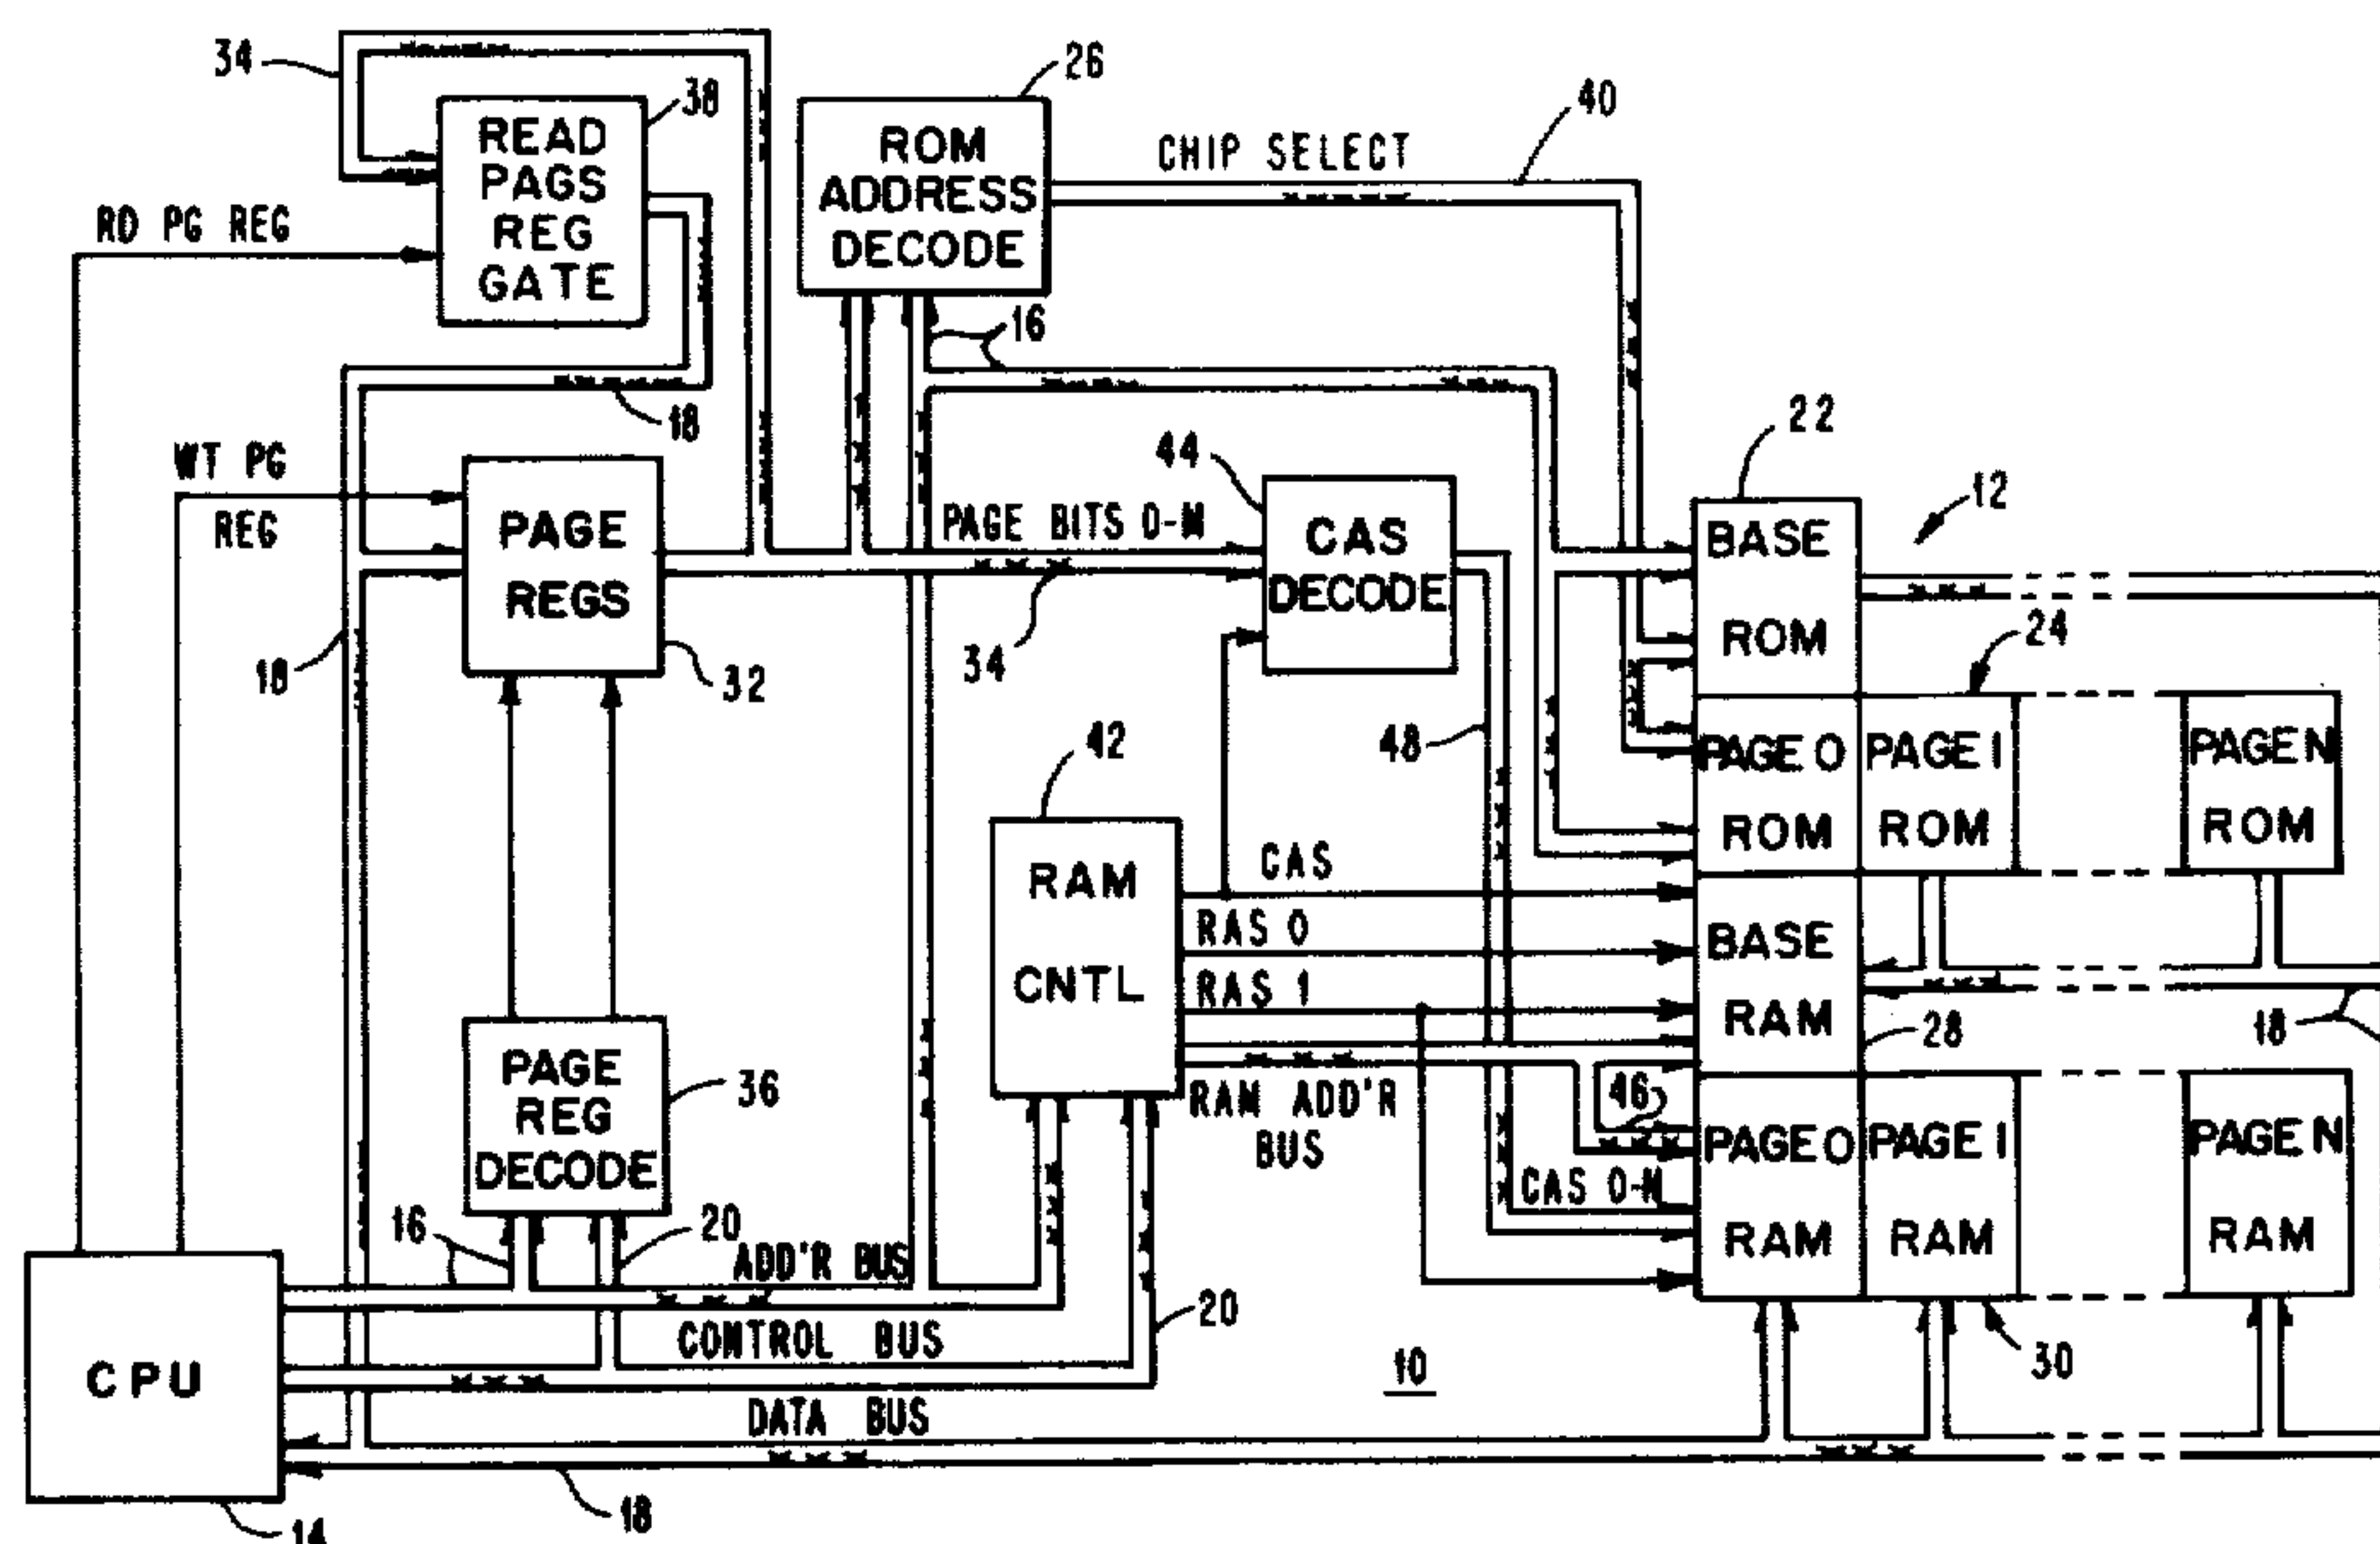 34
38
26
40
READ
PAGS
REG
GATE
ROM
ADDRESS
DECODE
CHIP SELECT
RD PG REG
16
18
22
44
12
WT PG
REG
PAGE
REGS
PAGE BITS 0-M
CAS
DECODE
BASE
ROM
24
18
32
34
42
48
PAGE 0
ROM
PAGE 1
ROM
PAGE N
ROM
RAM
CNTL
CAS
RAS 0
RAS 1
BASE
RAM
28
18
PAGE
REG
DECODE
36
RAM ADD'R
BUS
46
PAGE 0
RAM
PAGE 1
RAM
PAGE N
RAM
CAS 0-M
16
20
ADD'R BUS
20
CONTROL BUS
CPU
10
30
DATA BUS
18
14